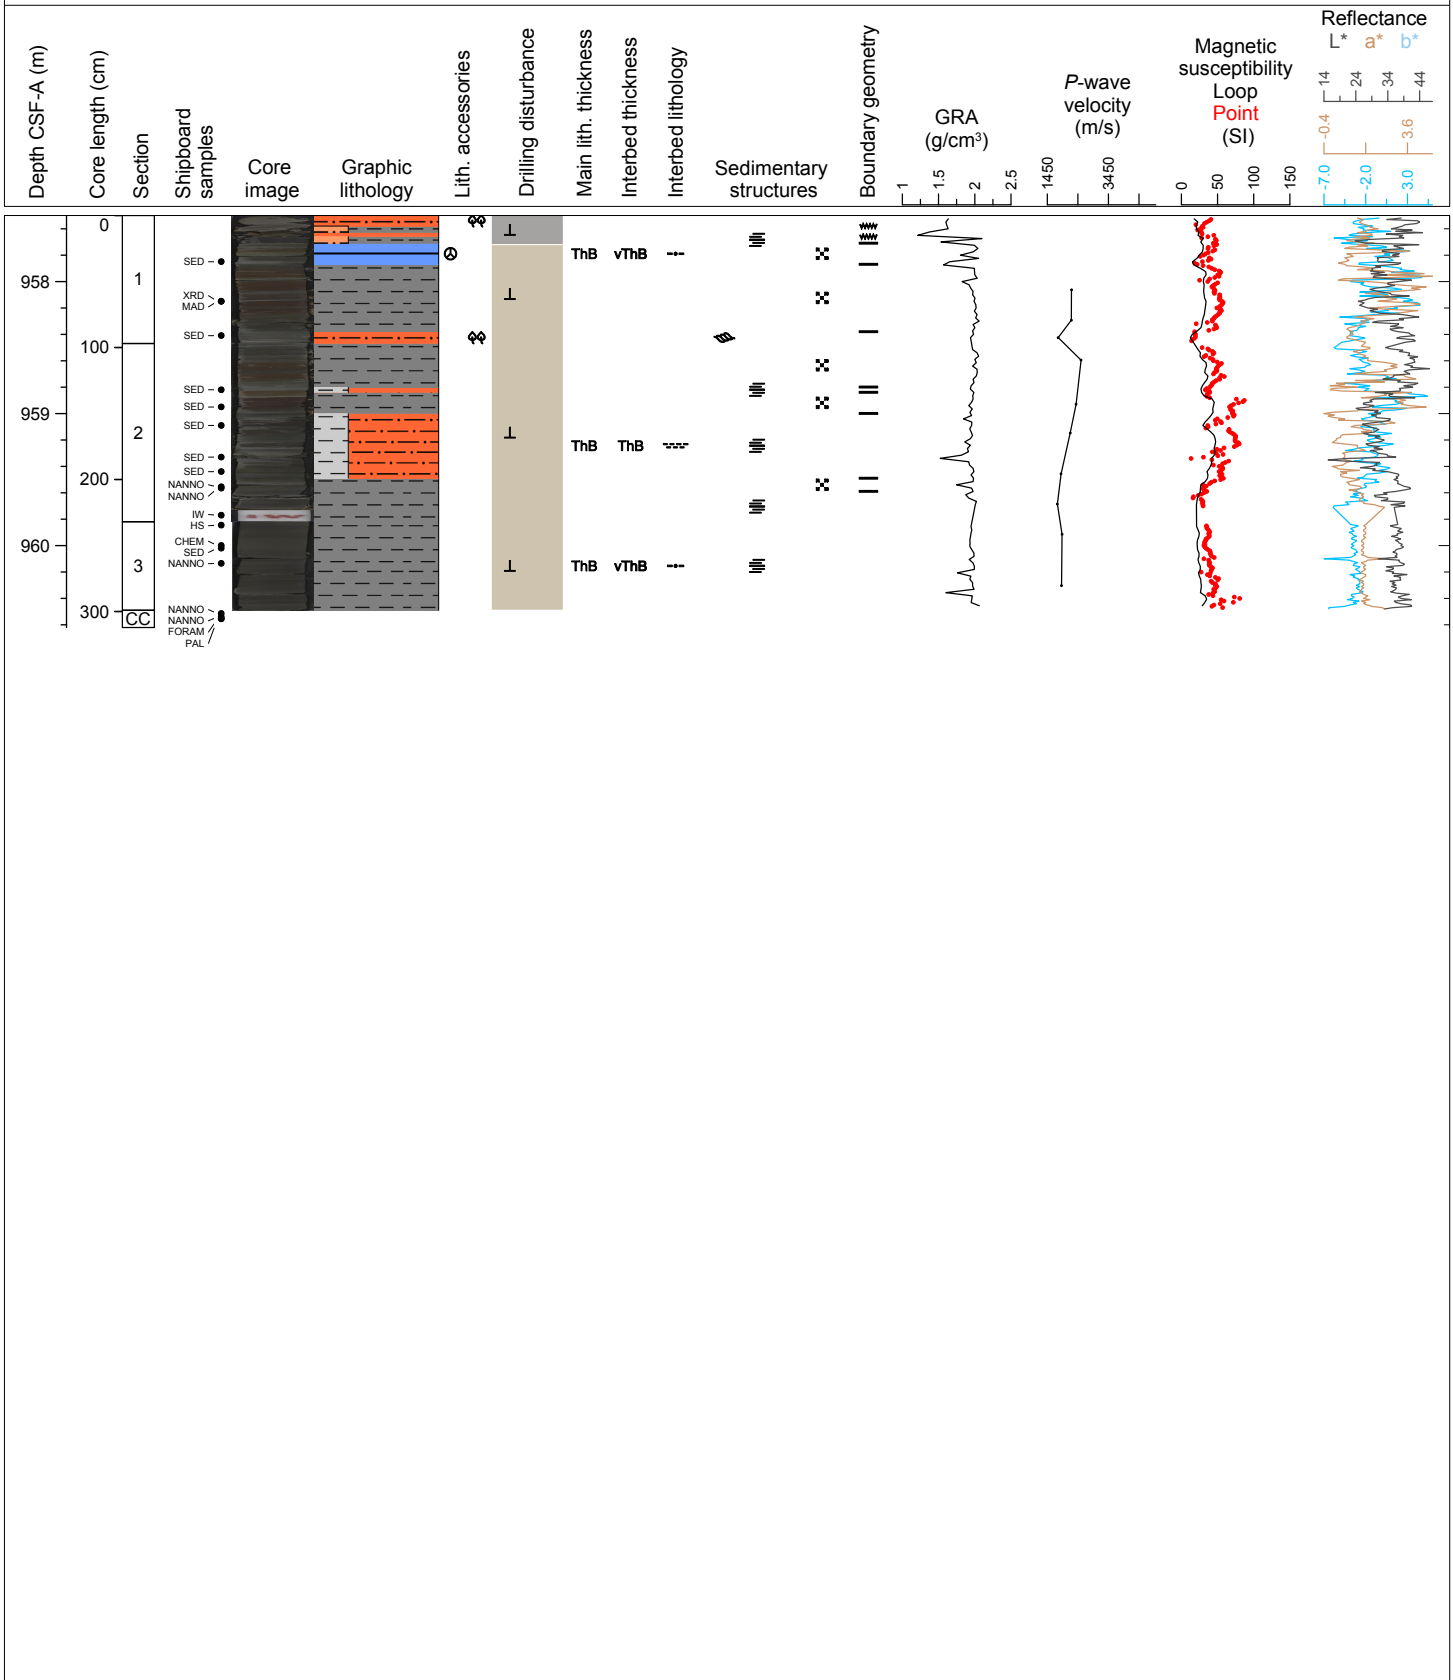 Depth CSF-A (m)
Core length (cm)
Section
Shipboard
samples
Core
image
Graphic
lithology
Lith. accessories
Drilling disturbance
Main lith. thickness
Interbed thickness
Interbed lithology
Sedimentary
structures
Boundary geometry
GRA
(g/cm³)
1 1.5 2 2.5
P-wave
velocity
(m/s)
1450 3450
Magnetic
susceptibility
Loop
Point
(SI)
0 50 100 150
Reflectance
L* a* b*
14 24 34 44
-0.4 3.6
-7.0 -2.0 3.0
958
959
960
0
100
200
300
1
2
3
CC
SED
XRD
MAD
SED
SED
SED
SED
SED
SED
NANNO
NANNO
IW
HS
CHEM
SED
NANNO
NANNO
NANNO
FORAM
PAL
ThB vThB
ThB ThB
ThB vThB